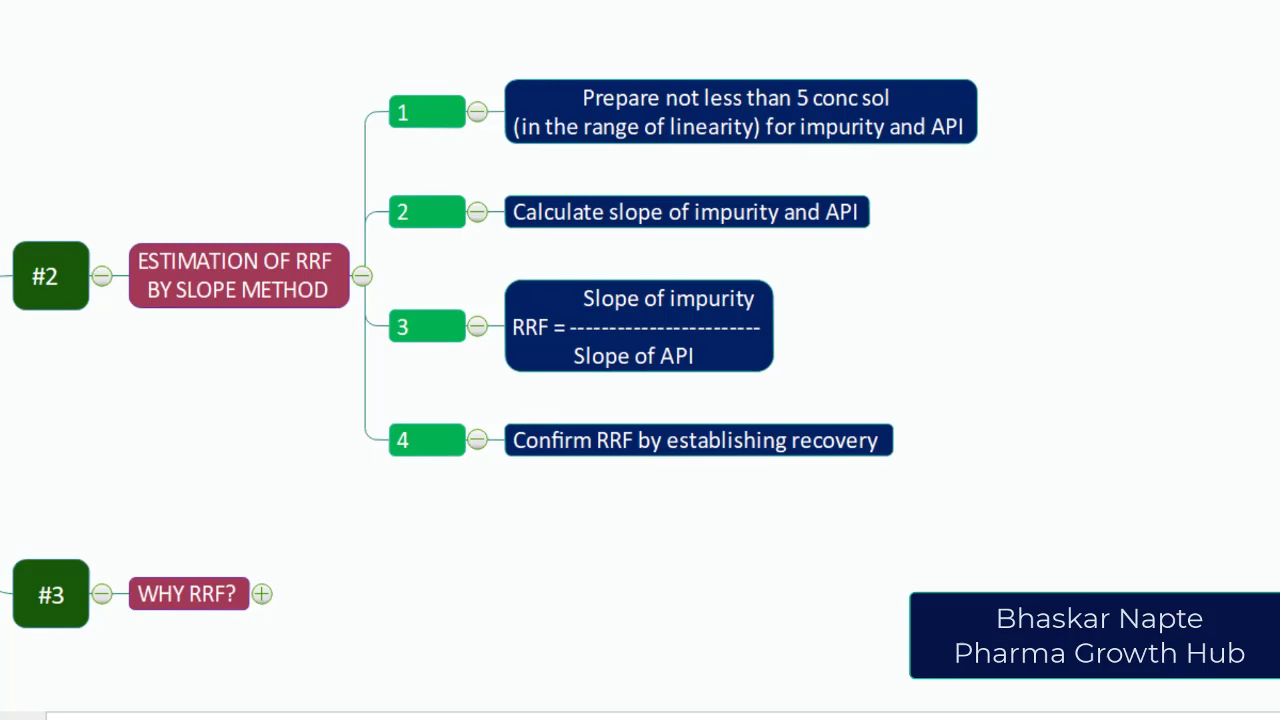 #2
ESTIMATION OF RRF
BY SLOPE METHOD
1
Prepare not less than 5 conc sol
(in the range of linearity) for impurity and API
2
Calculate slope of impurity and API
3
Slope of impurity
RRF = ------------------------
Slope of API
4
Confirm RRF by establishing recovery
#3
WHY RRF?
Bhaskar Napte
Pharma Growth Hub